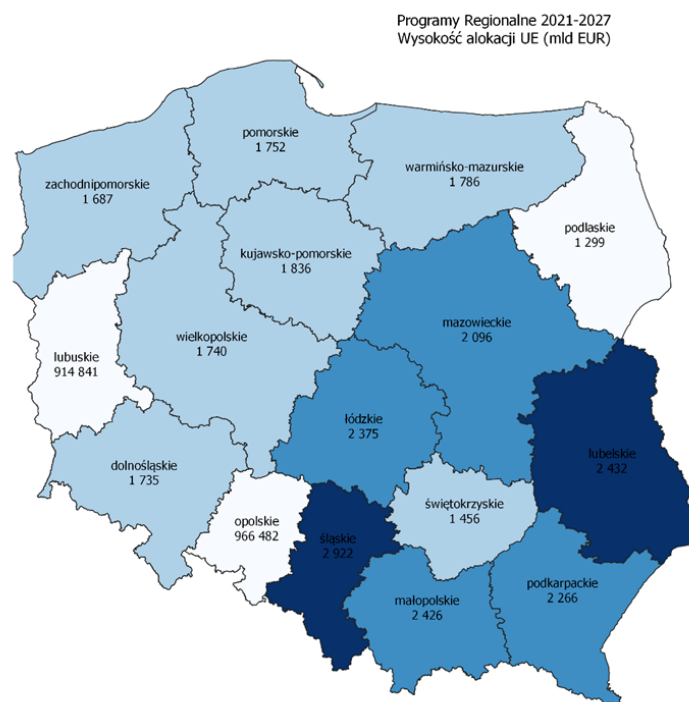 Programy Regionalne 2021-2027
Wysokość alokacji UE (mld EUR)
pomorskie
1 752
warmińsko-mazurskie
1 786
zachodnipomorskie
1 687
podlaskie
1 299
kujawsko-pomorskie
1 836
mazowieckie
2 096
wielkopolskie
1 740
lubuskie
914 841
łódzkie
2 375
lubelskie
2 432
dolnośląskie
1 735
świętokrzyskie
1 456
opolskie
966 482
śląskie
2 922
podkarpackie
2 266
małopolskie
2 426